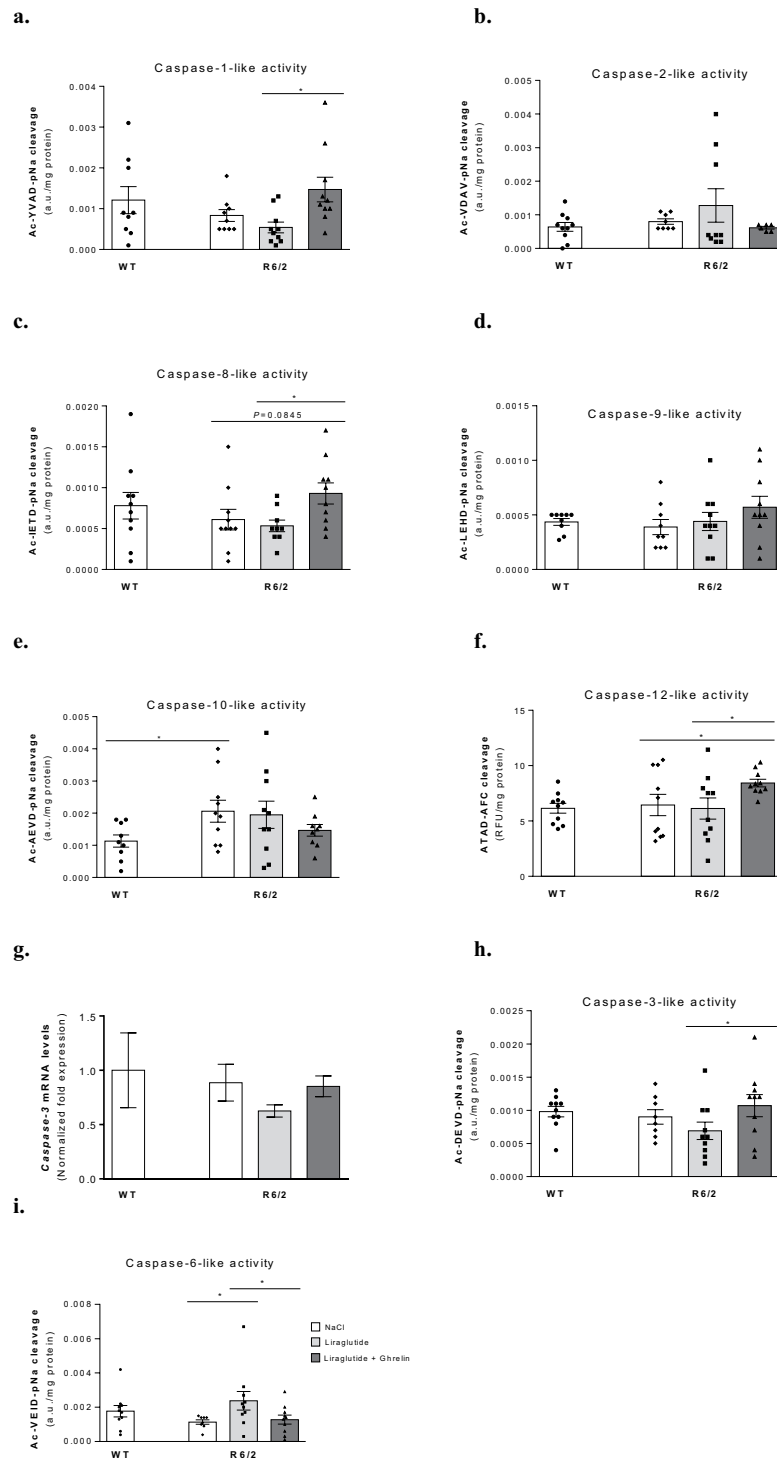 a.
Caspase-1-like activity
Ac-YVAD-pNa cleavage
(a.u./mg protein)
0.004
0.003
0.002
0.001
0.000
*
WT
R6/2
b.
Caspase-2-like activity
Ac-VDAV-pNa cleavage
(a.u./mg protein)
0.005
0.004
0.003
0.002
0.001
0.000
WT
R6/2
c.
Caspase-8-like activity
Ac-IETD-pNa cleavage
(a.u./mg protein)
0.0020
0.0015
0.0010
0.0005
0.0000
*
P=0.0845
WT
R6/2
d.
Caspase-9-like activity
Ac-LEHD-pNa cleavage
(a.u./mg protein)
0.0015
0.0010
0.0005
0.0000
WT
R6/2
e.
Caspase-10-like activity
Ac-AEVD-pNa cleavage
(a.u./mg protein)
0.005
0.004
0.003
0.002
0.001
0.000
*
WT
R6/2
f.
Caspase-12-like activity
ATAD-AFC cleavage
(RFU/mg protein)
15
10
5
0
*
*
WT
R6/2
g.
Caspase-3 mRNA levels
(Normalized fold expression)
1.5
1.0
0.5
0.0
WT
R6/2
h.
Caspase-3-like activity
Ac-DEVD-pNa cleavage
(a.u./mg protein)
0.0025
0.0020
0.0015
0.0010
0.0005
0.0000
*
WT
R6/2
i.
Caspase-6-like activity
Ac-VEID-pNa cleavage
(a.u./mg protein)
0.008
0.006
0.004
0.002
0.000
*
*
WT
R6/2
NaCl
Liraglutide
Liraglutide + Ghrelin